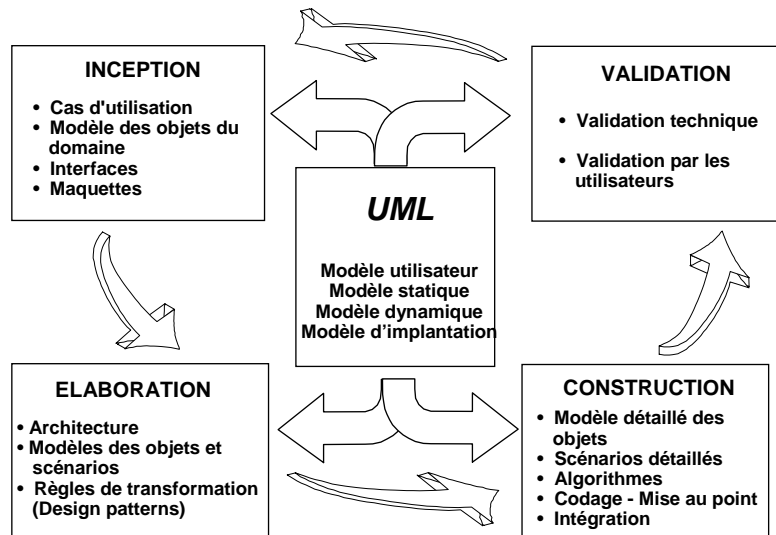 INCEPTION
• Cas d'utilisation
• Modèle des objets du
domaine
• Interfaces
• Maquettes
VALIDATION
• Validation technique
• Validation par les
utilisateurs
UML
Modèle utilisateur
Modèle statique
Modèle dynamique
Modèle d'implantation
ELABORATION
• Architecture
• Modèles des objets et
scénarios
• Règles de transformation
(Design patterns)
CONSTRUCTION
• Modèle détaillé des
objets
• Scénarios détaillés
• Algorithmes
• Codage - Mise au point
• Intégration